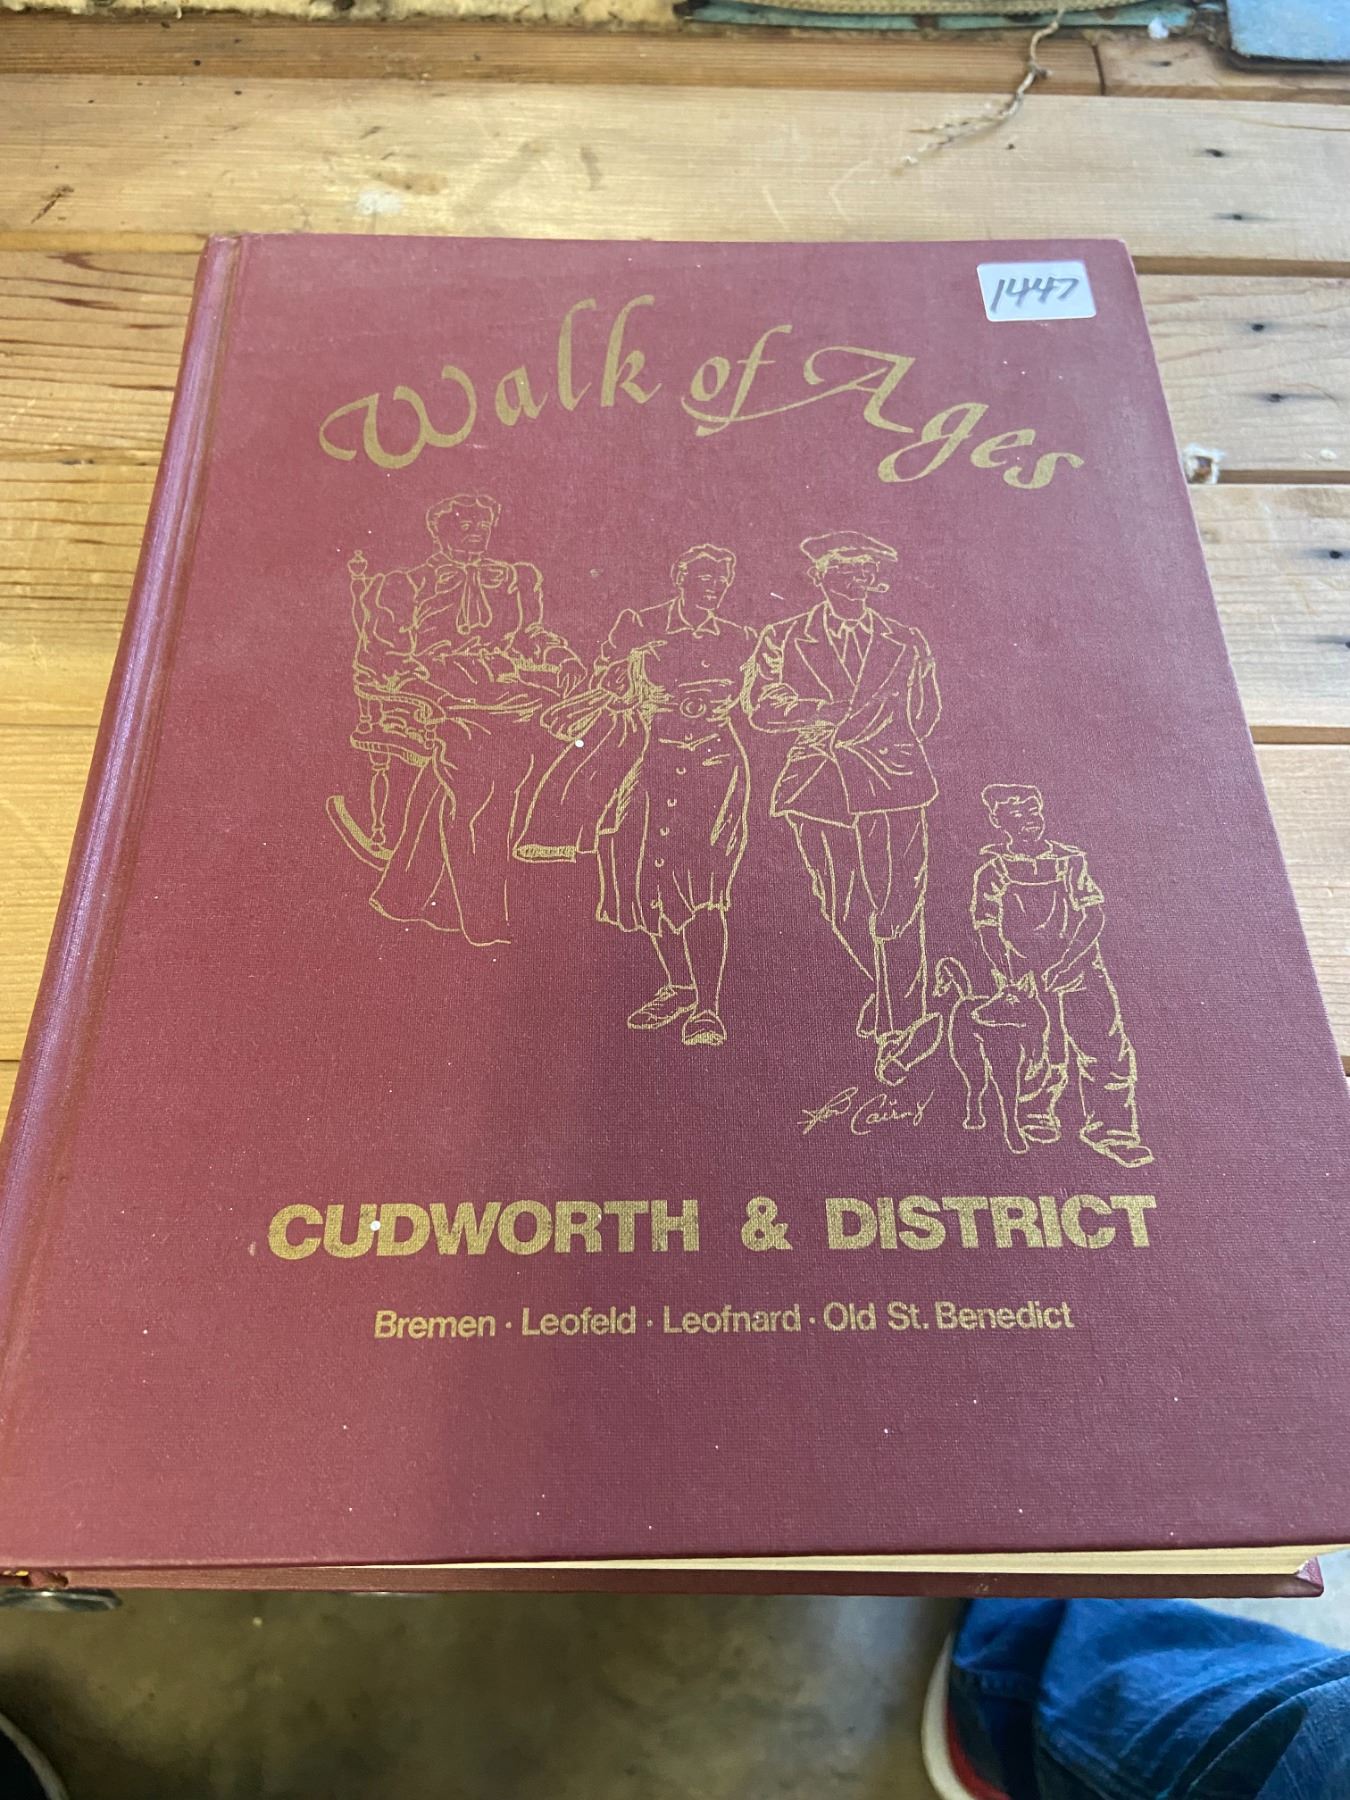 1447
Walk of Ages
CUDWORTH & DISTRICT
Bremen · Leofeld · Leofnard · Old St. Benedict